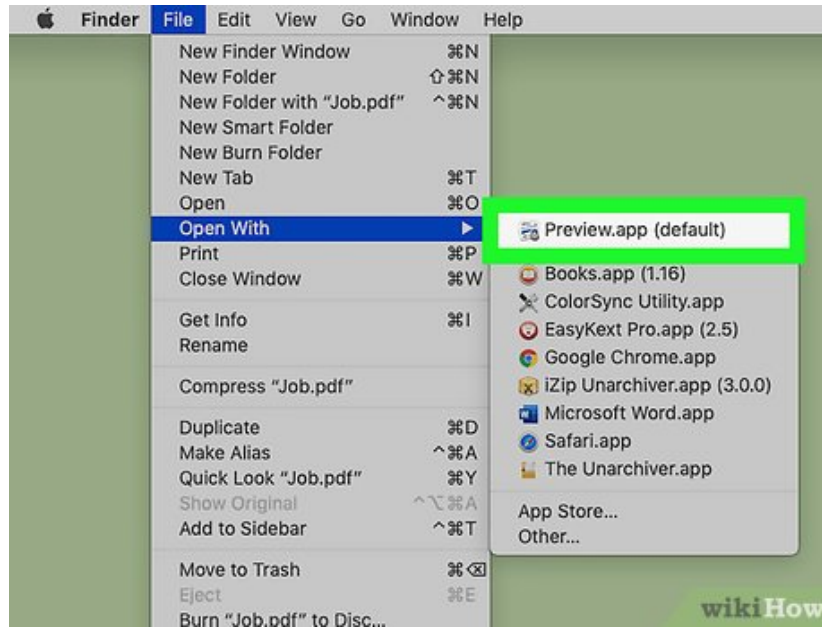 Finder File Edit View Go Window Help
New Finder Window ⌘N
New Folder ⇧⌘N
New Folder with “Job.pdf” ^⌘N
New Smart Folder
New Burn Folder
New Tab ⌘T
Open ⌘O
Open With ▶
Print ⌘P
Close Window ⌘W
Get Info ⌘I
Rename
Compress “Job.pdf”
Duplicate ⌘D
Make Alias ^⌘A
Quick Look “Job.pdf” ⌘Y
Show Original ^⌥⌘A
Add to Sidebar ^⌘T
Move to Trash ⌘⌫
Eject ⌘E
Burn “Job.pdf” to Disc...
Preview.app (default)
Books.app (1.16)
ColorSync Utility.app
EasyKext Pro.app (2.5)
Google Chrome.app
iZip Unarchiver.app (3.0.0)
Microsoft Word.app
Safari.app
The Unarchiver.app
App Store...
Other...
wikiHow